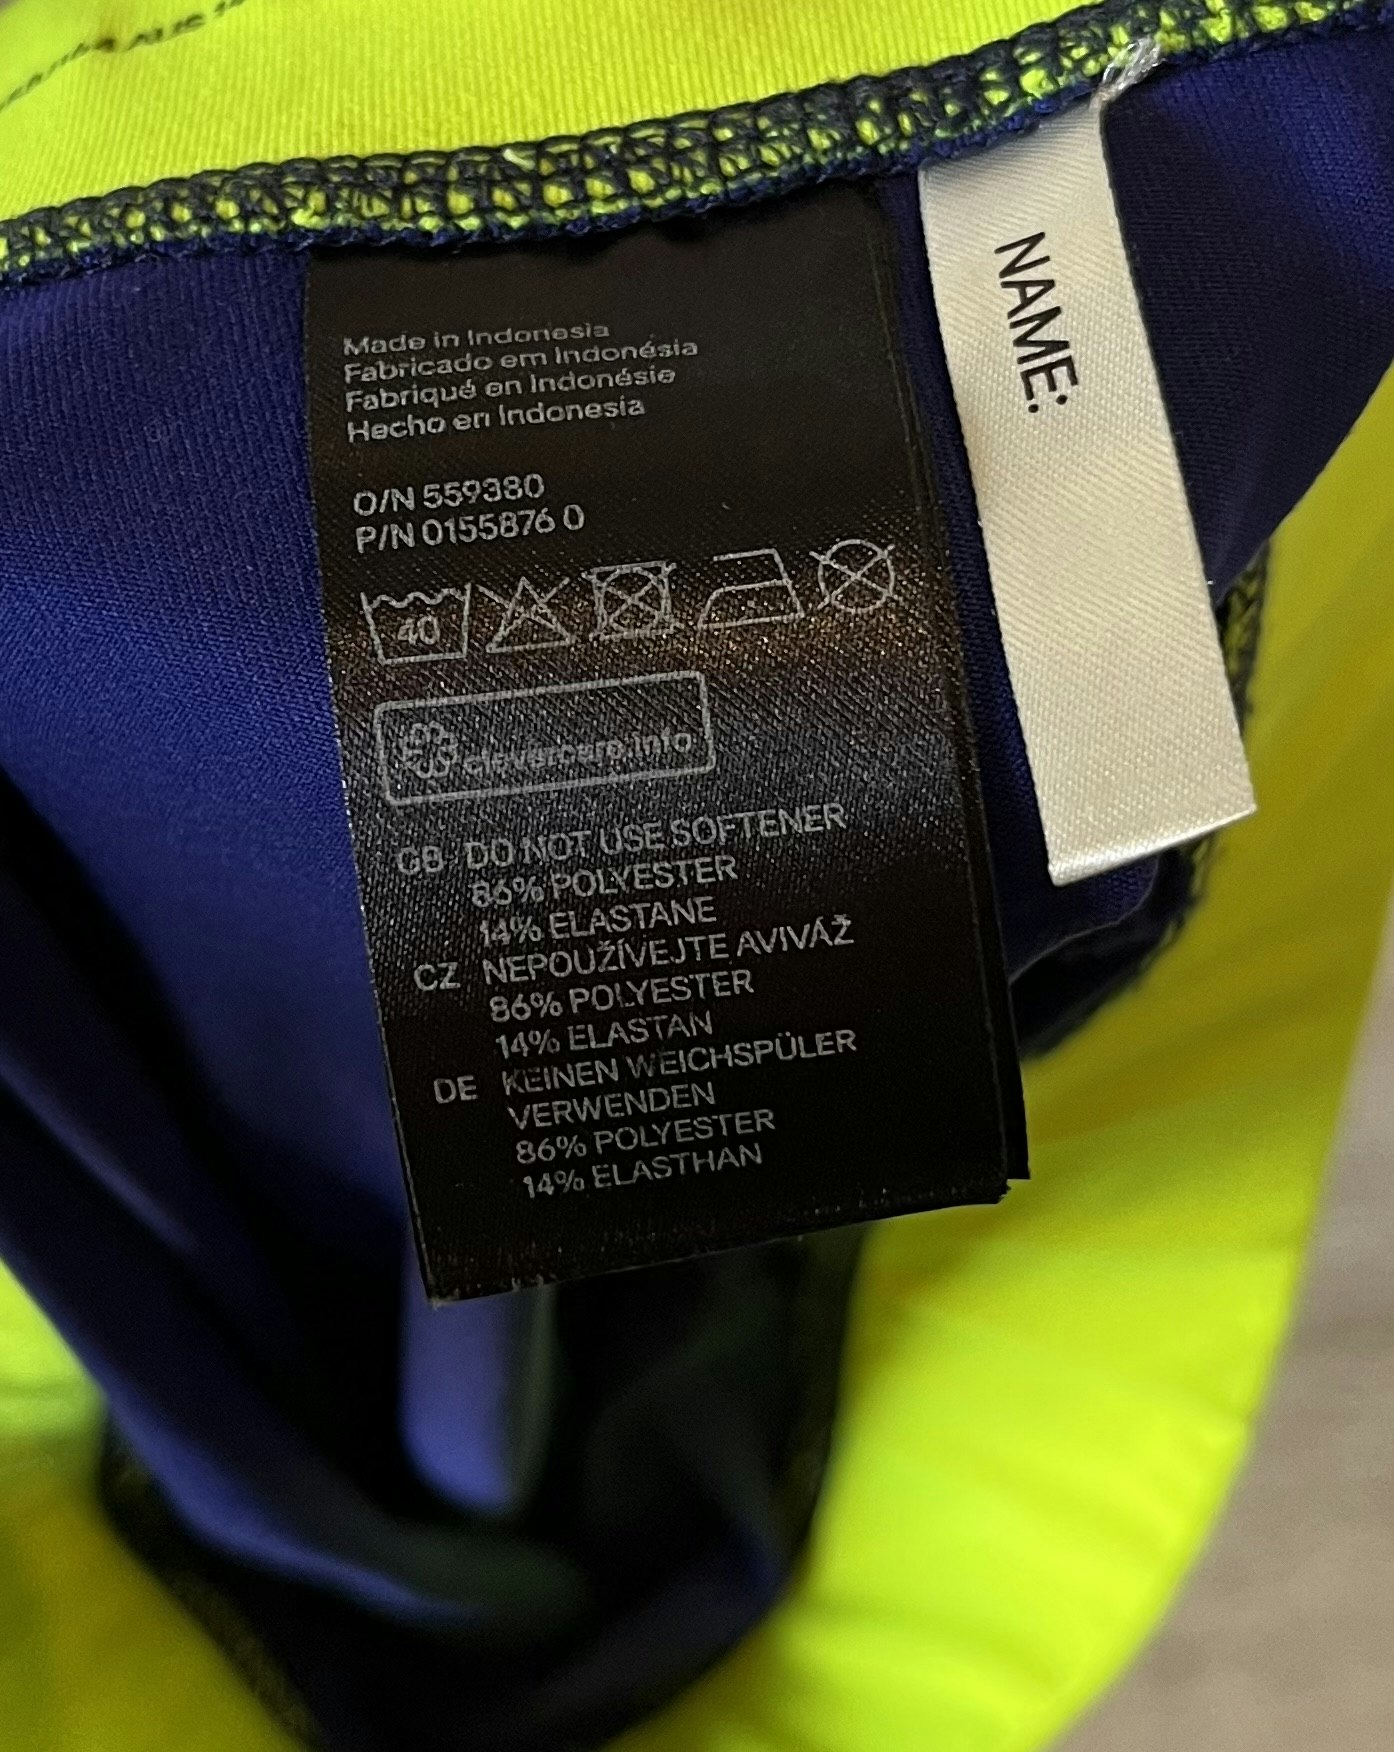 Made in Indonesia
Fabricado em Indonésia
Fabriqué en Indonésie
Hecho en Indonesia
O/N 559380
P/N 0155876 0
40
clevercare.info
GB DO NOT USE SOFTENER
86% POLYESTER
14% ELASTANE
CZ NEPOUŽÍVEJTE AVIVÁŽ
86% POLYESTER
14% ELASTAN
DE KEINEN WEICHSPÜLER
VERWENDEN
86% POLYESTER
14% ELASTHAN
NAME: